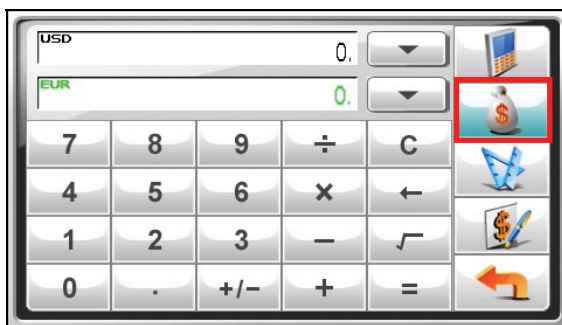 USD 0.
EUR 0.
7 8 9 ÷ C
4 5 6 × ←
1 2 3 − √
0 . +/− + =
$
$